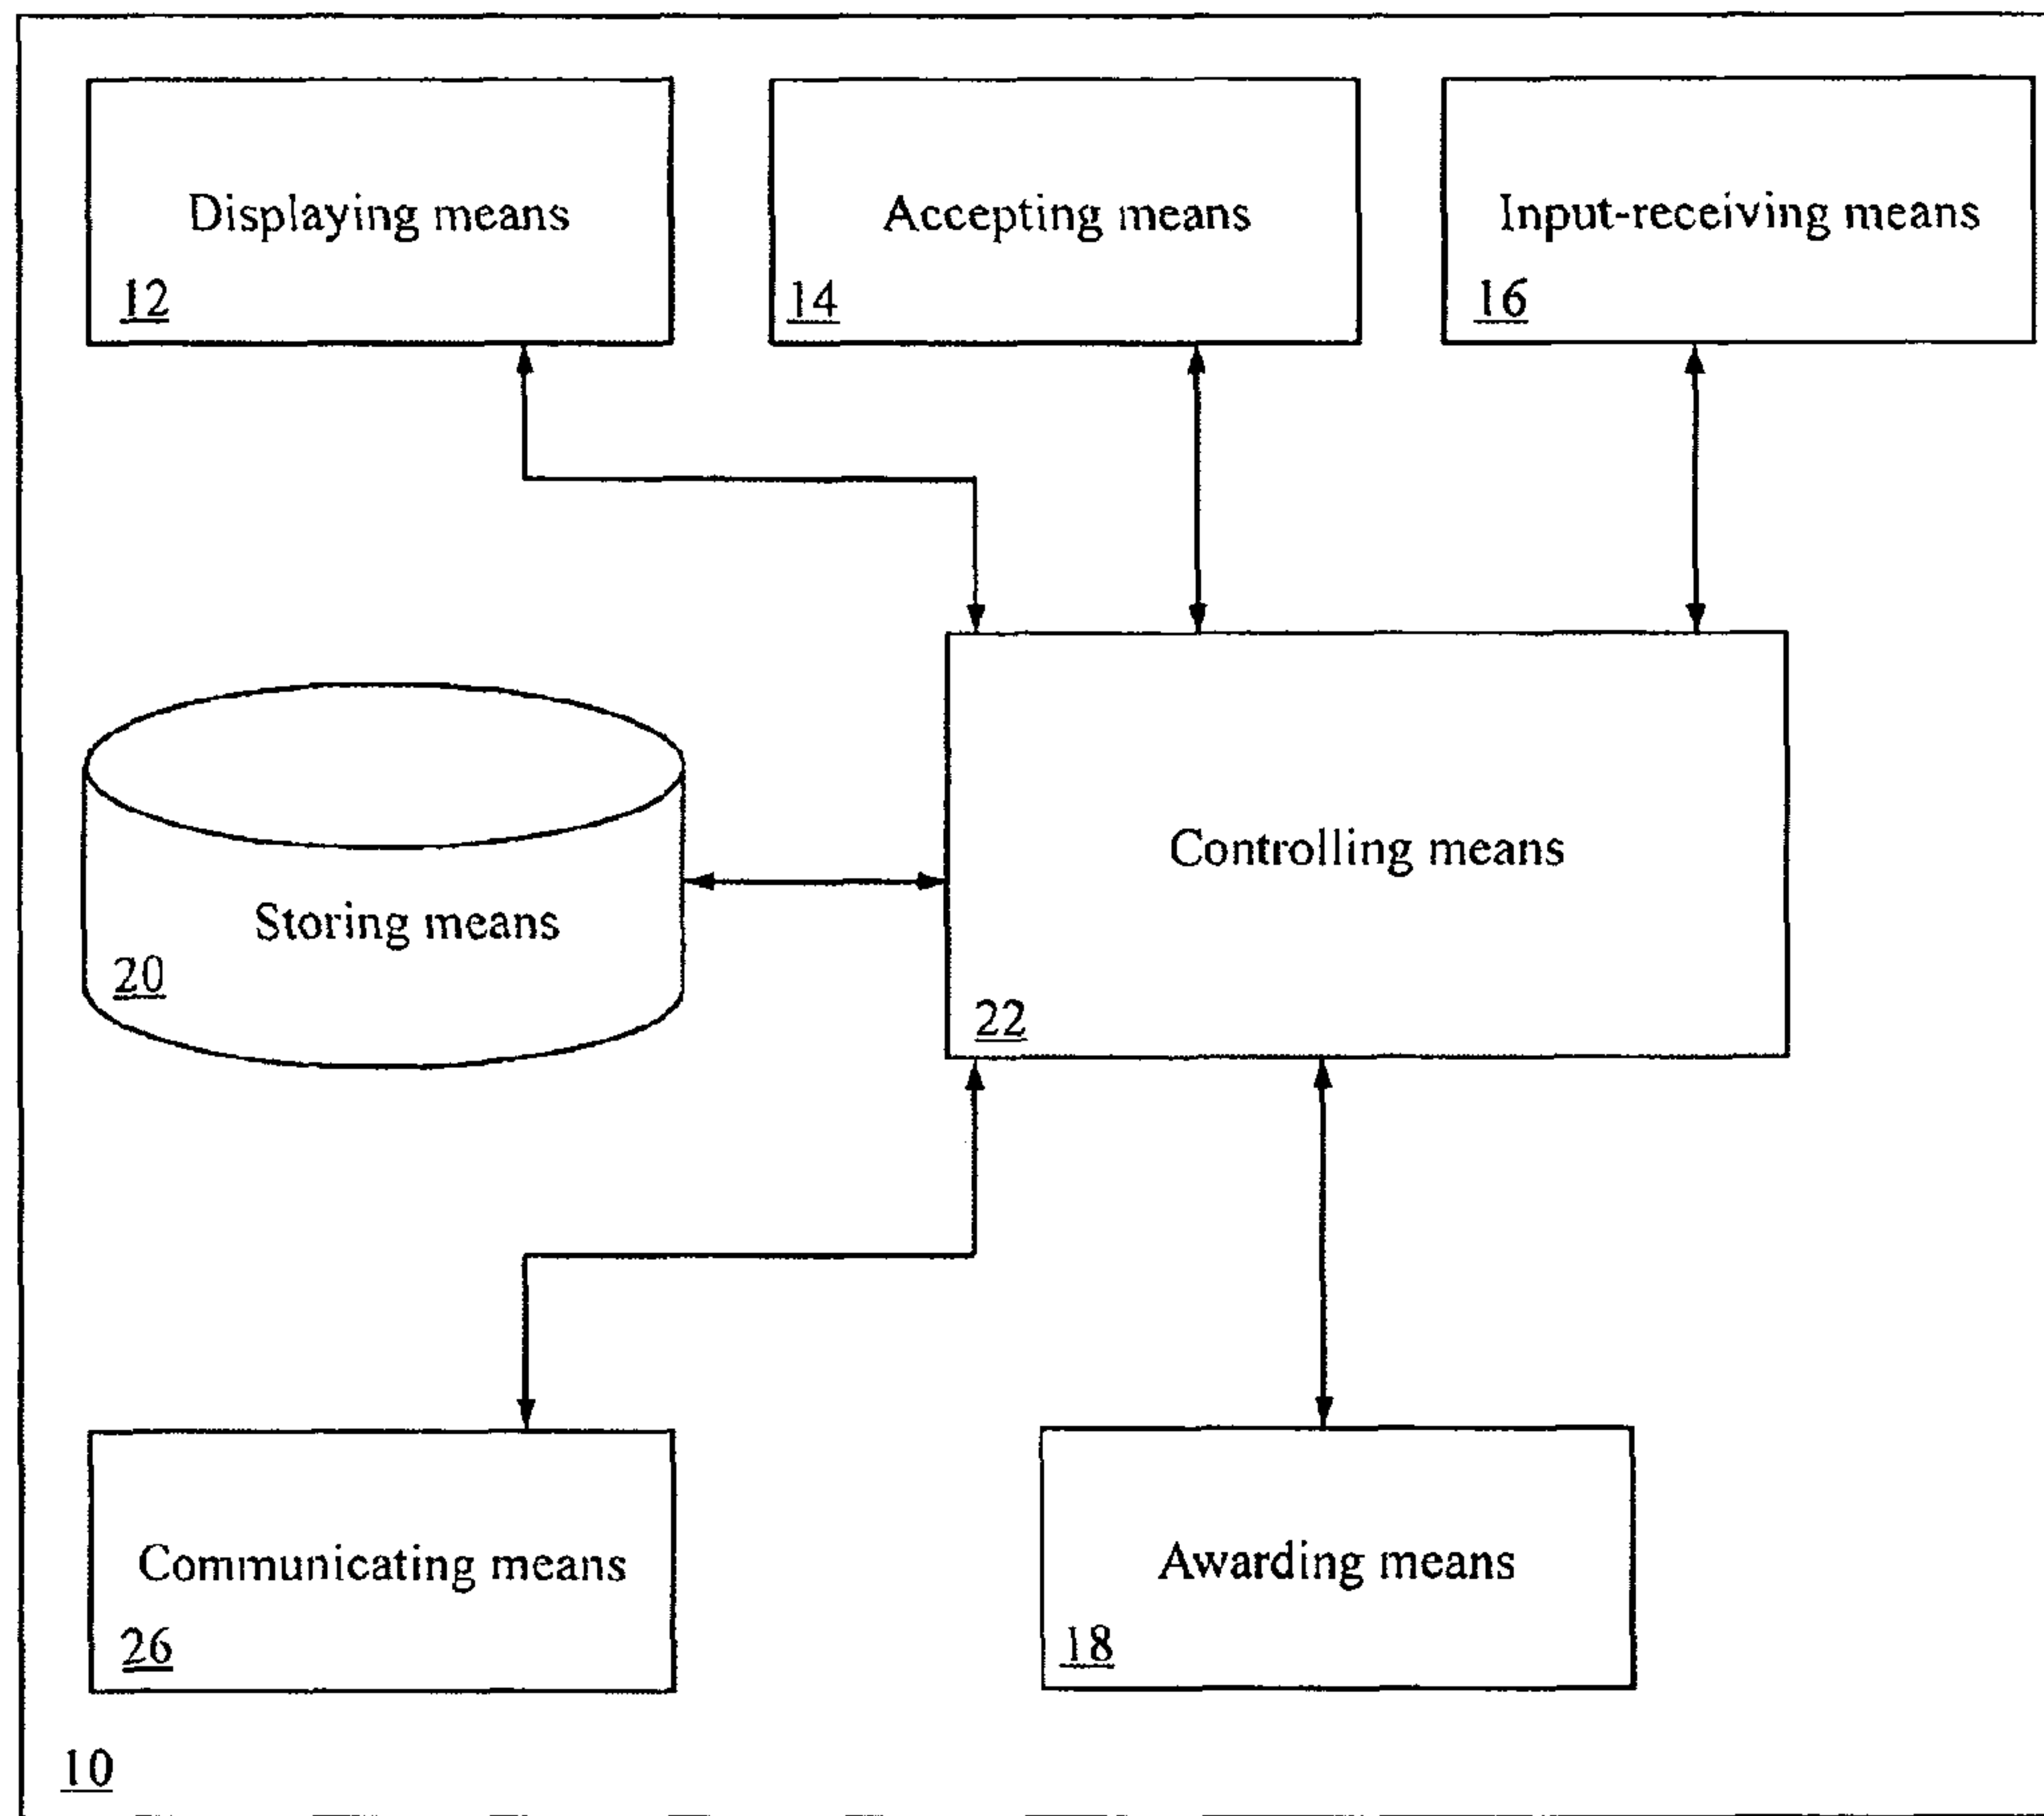 Displaying means
12
Accepting means
14
Input-receiving means
16
Storing means
20
Controlling means
22
Communicating means
26
Awarding means
18
10